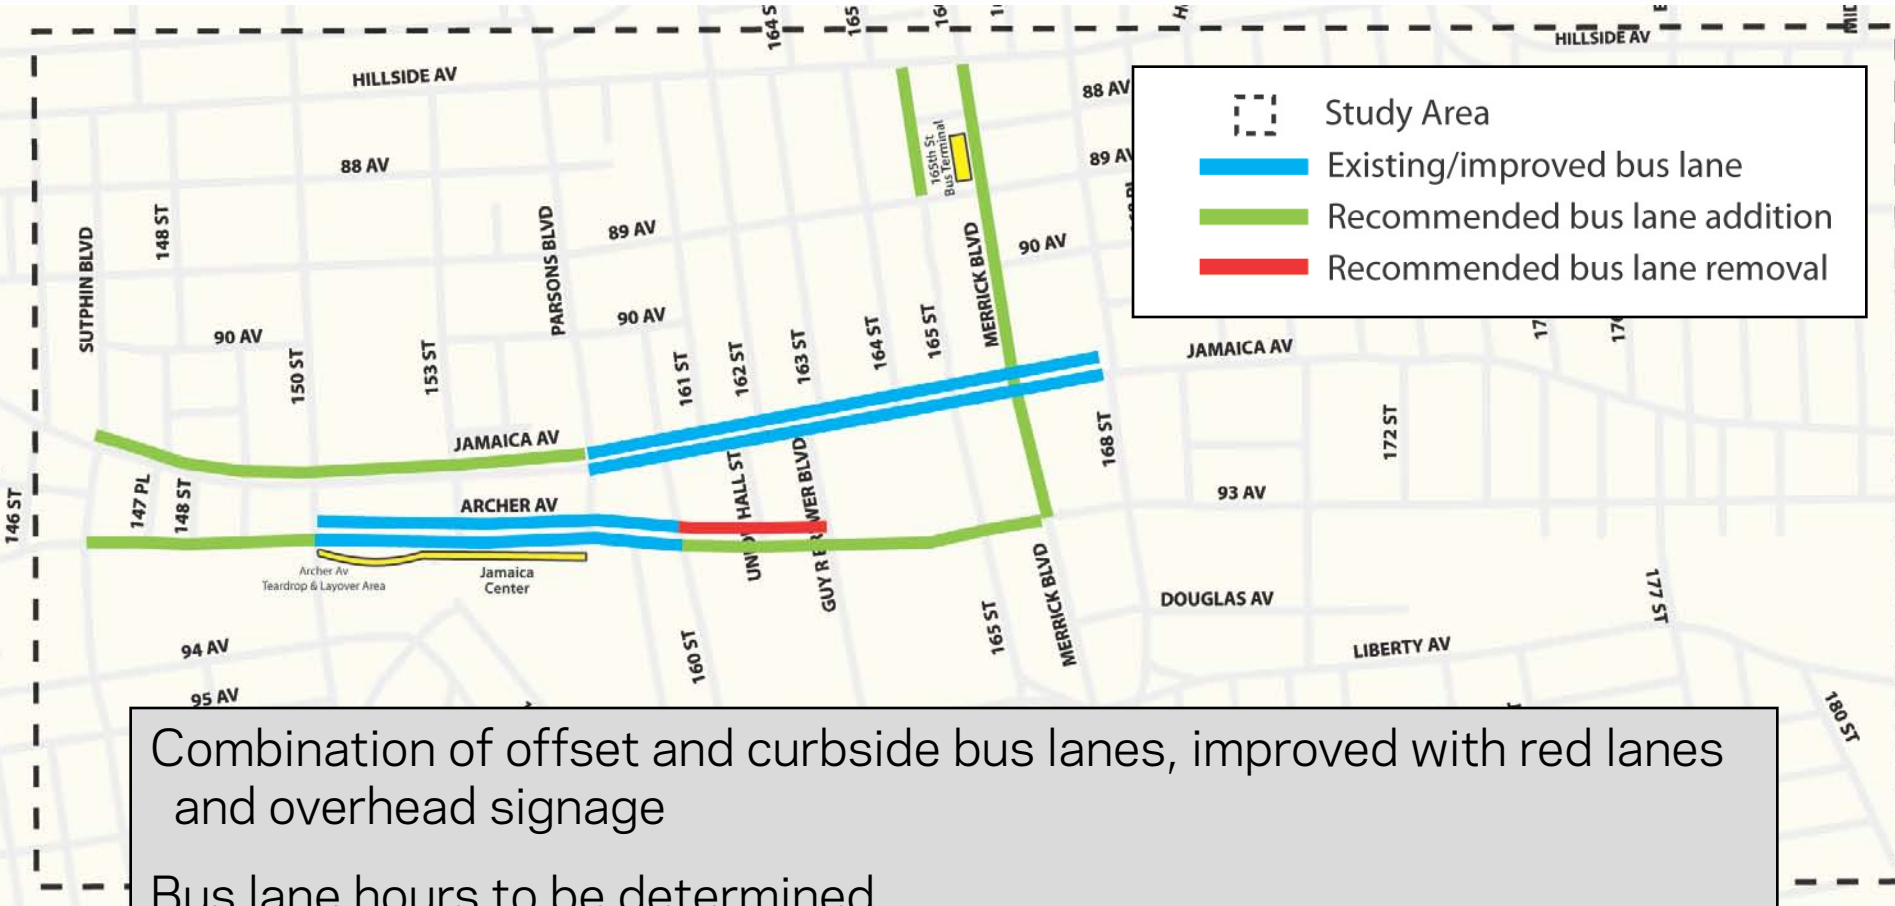 164 S
165
HILLSIDE AV
HILLSIDE AV
88 AV
Study Area
Existing/improved bus lane
Recommended bus lane addition
Recommended bus lane removal
165th St
Bus Terminal
88 AV
89 AV
148 ST
SUTPHIN BLVD
PARSONS BLVD
89 AV
MERRICK BLVD
90 AV
90 AV
90 AV
150 ST
153 ST
161 ST
162 ST
163 ST
164 ST
165 ST
JAMAICA AV
JAMAICA AV
168 ST
172 ST
146 ST
147 PL
148 ST
ARCHER AV
HALL ST
93 AV
Archer Av
Teardrop & Layover Area
Jamaica
Center
GUY R
WER BLVD
160 ST
165 ST
MERRICK BLVD
DOUGLAS AV
177 ST
LIBERTY AV
94 AV
95 AV
180 ST
Combination of offset and curbside bus lanes, improved with red lanes
and overhead signage
Bus lane hours to be determined